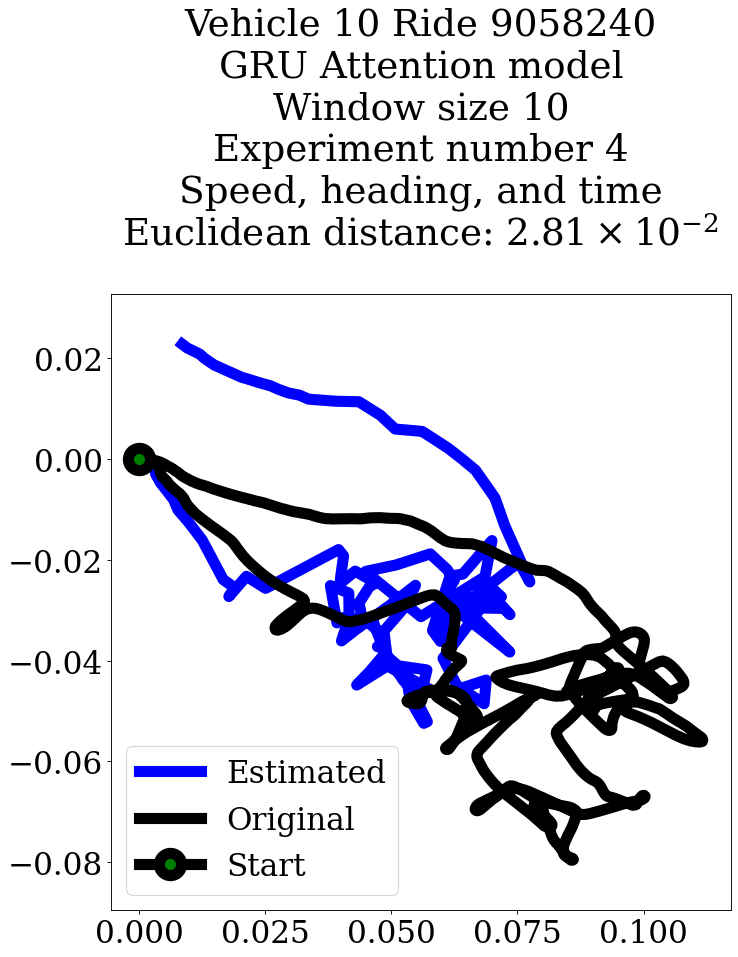 Vehicle 10 Ride 9058240
GRU Attention model
Window size 10
Experiment number 4
Speed, heading, and time
Euclidean distance: 2.81 × 10⁻²
0.02
0.00
−0.02
−0.04
−0.06
−0.08
Estimated
Original
Start
0.000 0.025 0.050 0.075 0.100